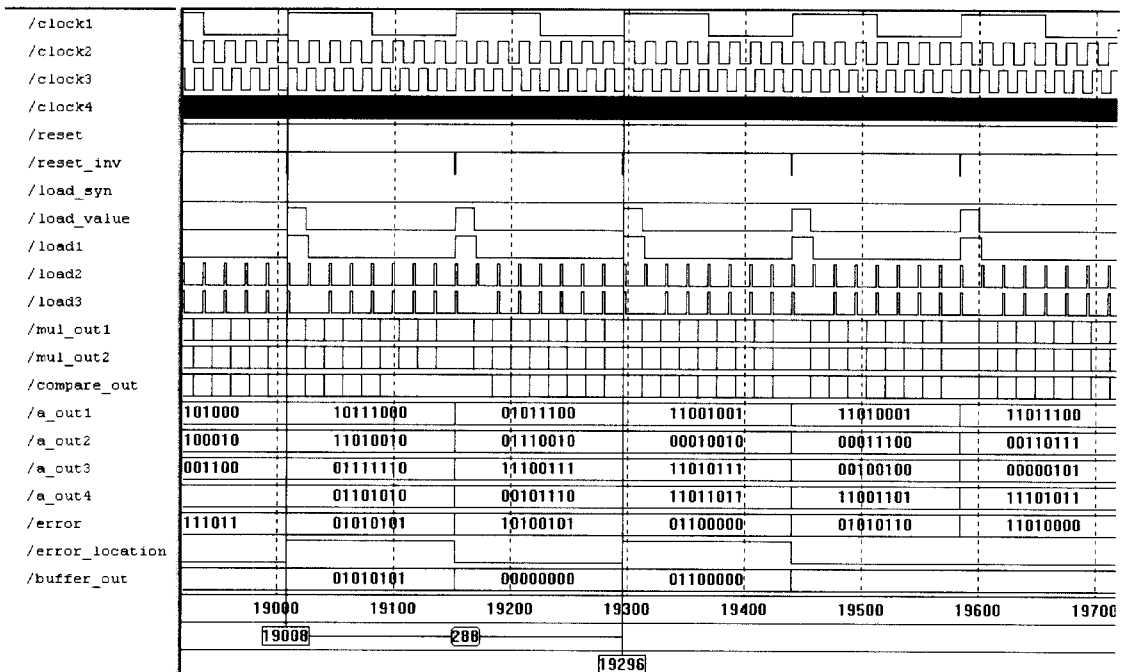 /clock1
/clock2
/clock3
/clock4
/reset
/reset_inv
/load_syn
/load_value
/load1
/load2
/load3
/mul_out1
/mul_out2
/compare_out
/a_out1 101000 10111000 01011100 11001001 11010001 11011100
/a_out2 100010 11010010 01110010 00010010 00011100 00110111
/a_out3 001100 01111110 11100111 11010111 00100100 00000101
/a_out4 01101010 00101110 11011011 11001101 11101011
/error 111011 01010101 10100101 01100000 01010110 11010000
/error_location
/buffer_out 01010101 00000000 01100000
19000 19100 19200 19300 19400 19500 19600 19700
19008 288
19296